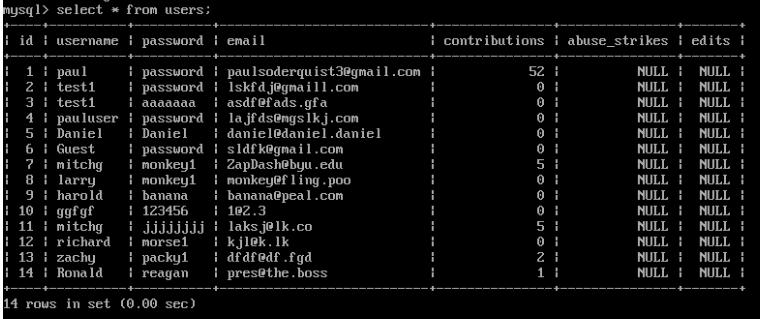 mysql> select * from users;
| id | username | password | email | contributions | abuse_strikes | edits |
| 1 | paul | password | paulsoderquist3@gmail.com | 52 | NULL | NULL |
| 2 | test1 | password | lskfdj@gmaill.com | 0 | NULL | NULL |
| 3 | test1 | aaaaaaa | asdf@fads.gfa | 0 | NULL | NULL |
| 4 | pauluser | password | lajfds@mgslkj.com | 0 | NULL | NULL |
| 5 | Daniel | Daniel | daniel@daniel.daniel | 0 | NULL | NULL |
| 6 | Guest | password | sldfk@gmail.com | 0 | NULL | NULL |
| 7 | mitchg | monkey1 | ZapDash@byu.edu | 5 | NULL | NULL |
| 8 | larry | monkey1 | monkey@fling.poo | 0 | NULL | NULL |
| 9 | harold | banana | banana@peal.com | 0 | NULL | NULL |
| 10 | ggfgf | 123456 | 1@2.3 | 0 | NULL | NULL |
| 11 | mitchg | jjjjjjjj | laksj@lk.co | 5 | NULL | NULL |
| 12 | richard | morse1 | kjl@k.lk | 0 | NULL | NULL |
| 13 | zachy | packy1 | dfdf@df.fgd | 2 | NULL | NULL |
| 14 | Ronald | reagan | pres@the.boss | 1 | NULL | NULL |
14 rows in set (0.00 sec)